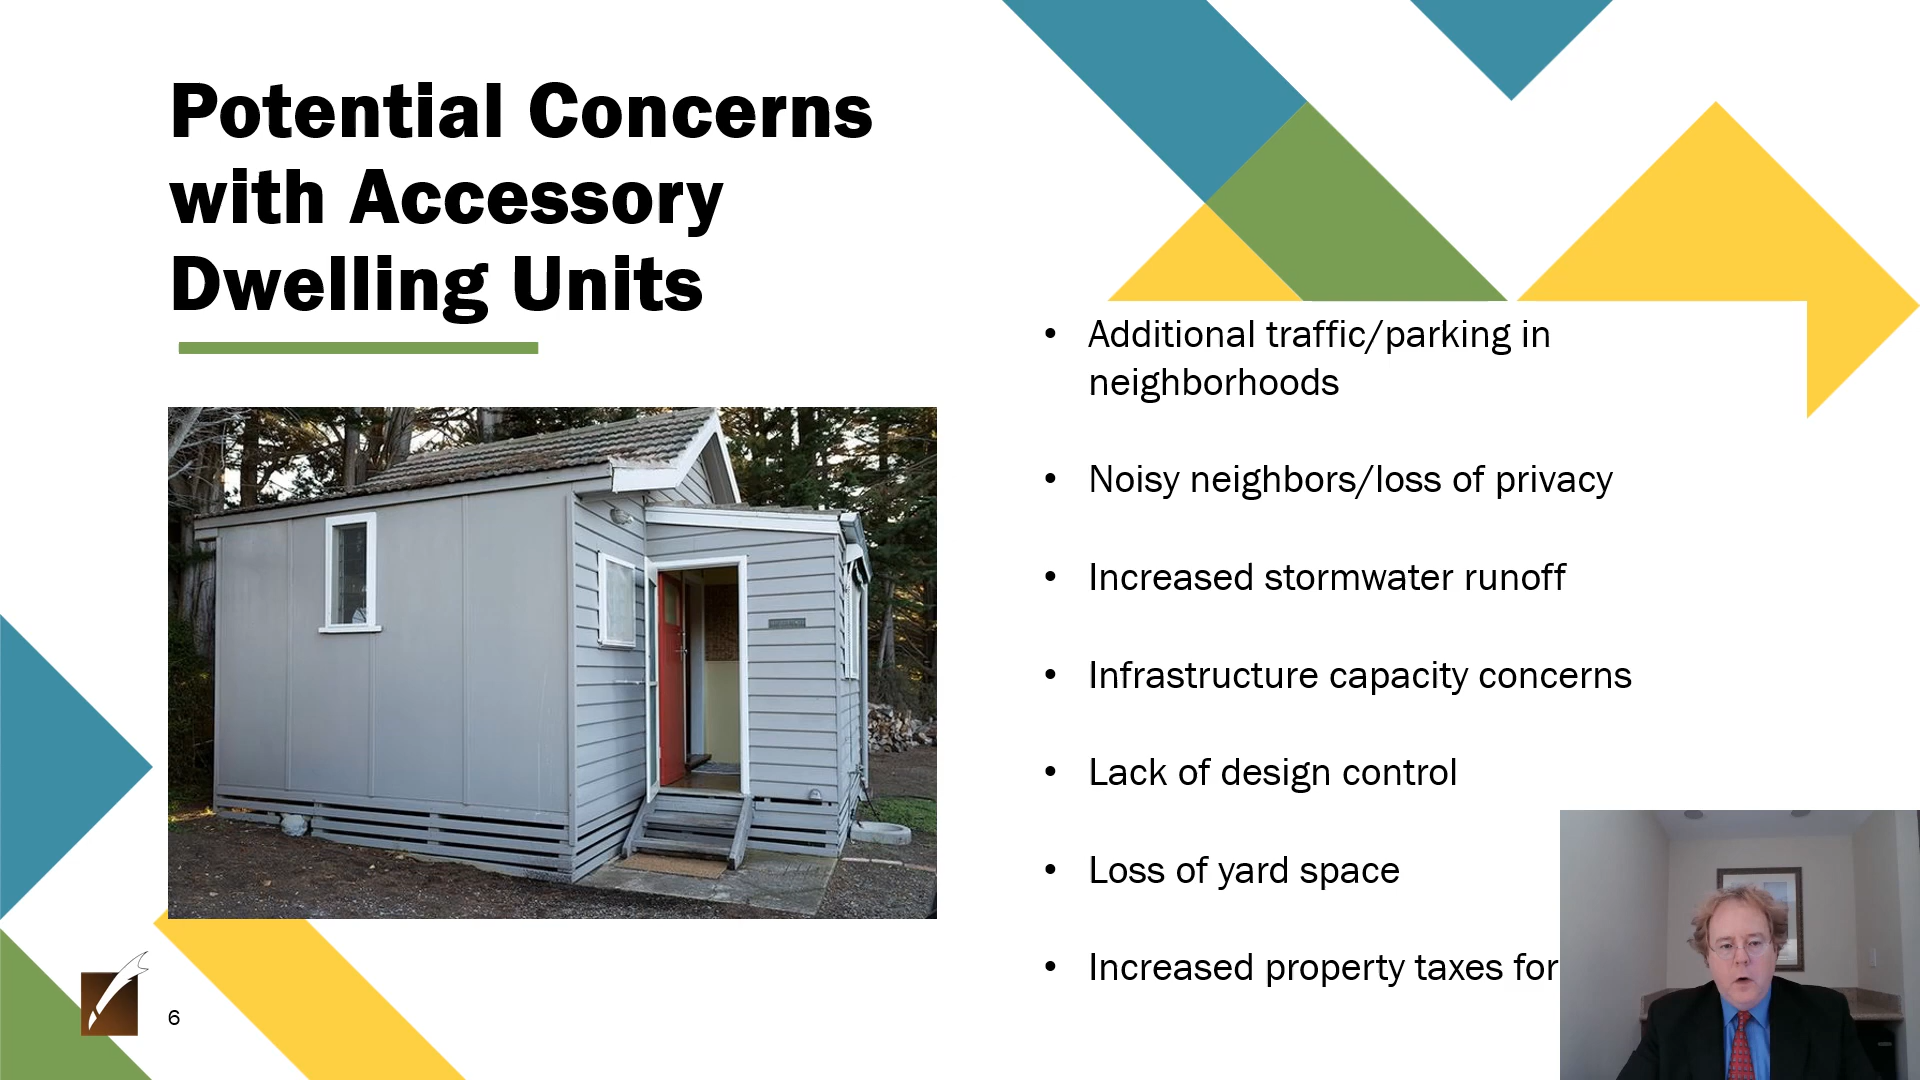 Potential Concerns
with Accessory
Dwelling Units
• Additional traffic/parking in
neighborhoods
• Noisy neighbors/loss of privacy
• Increased stormwater runoff
• Infrastructure capacity concerns
• Lack of design control
• Loss of yard space
• Increased property taxes for
6